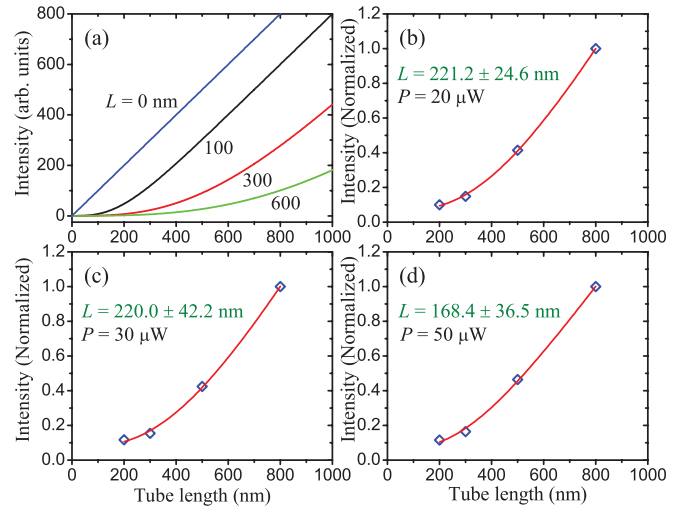 800
600
400
200
0
Intensity (arb. units)
(a)
L = 0 nm
100
300
600
0 200 400 600 800 1000
1.2
1.0
0.8
0.6
0.4
0.2
0.0
Intensity (Normalized)
(b)
L = 221.2 ± 24.6 nm
P = 20 μW
0 200 400 600 800 1000
1.2
1.0
0.8
0.6
0.4
0.2
0.0
Intensity (Normalized)
(c)
L = 220.0 ± 42.2 nm
P = 30 μW
0 200 400 600 800 1000
Tube length (nm)
1.2
1.0
0.8
0.6
0.4
0.2
0.0
Intensity (Normalized)
(d)
L = 168.4 ± 36.5 nm
P = 50 μW
0 200 400 600 800 1000
Tube length (nm)